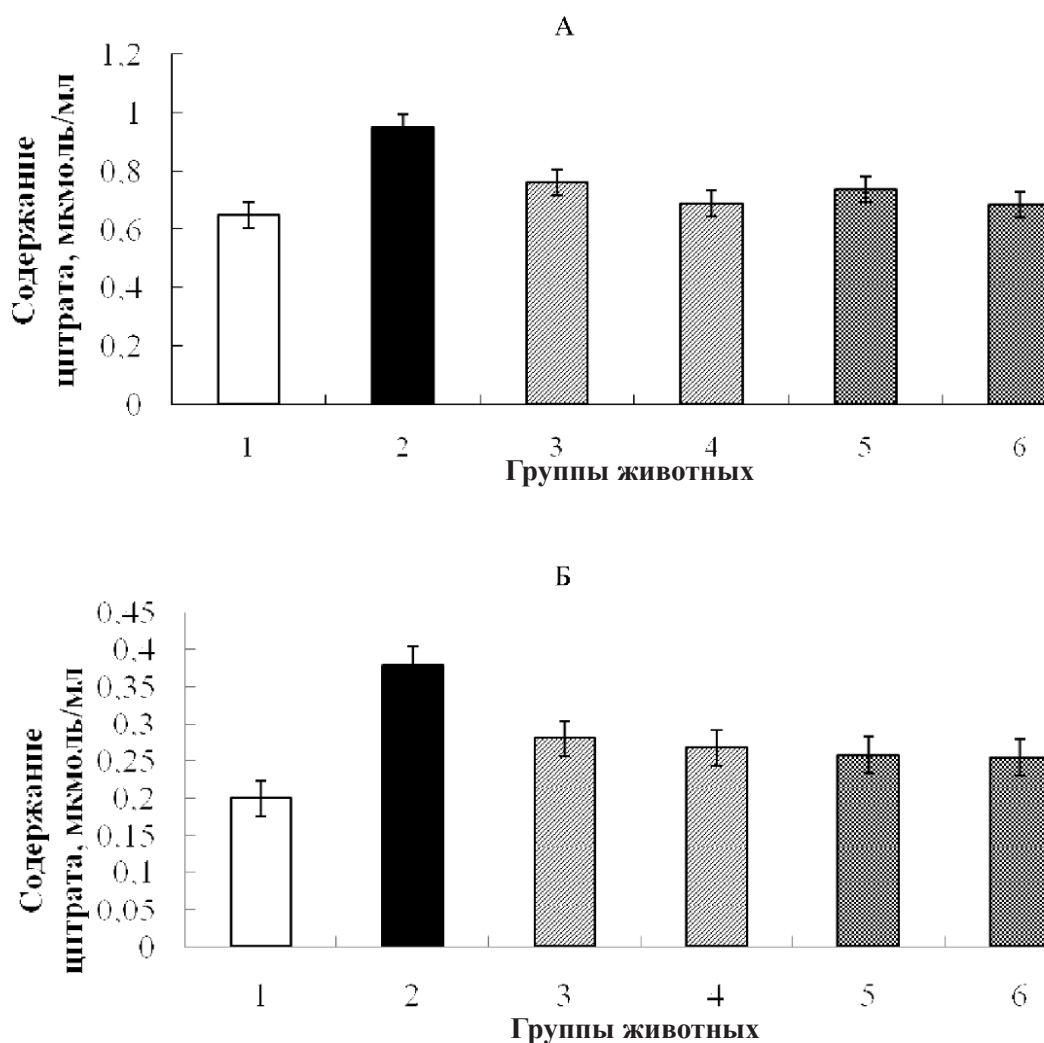 А
Содержание
цитрата, мкмоль/мл
1,2
1
0,8
0,6
0,4
0,2
0
1 2 3 4 5 6
Группы животных
Б
Содержание
цитрата, мкмоль/мл
0,45
0,4
0,35
0,3
0,25
0,2
0,15
0,1
0,05
0
1 2 3 4 5 6
Группы животных